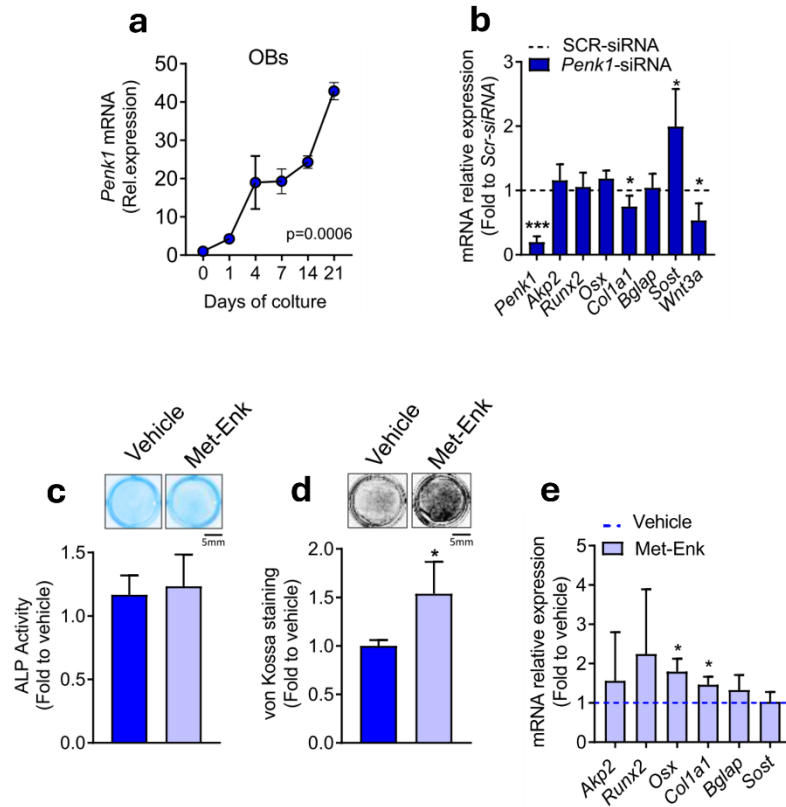 a
OBs
Penk1 mRNA
(Rel.expression)
50
40
30
20
10
0
p=0.0006
0 1 4 7 14 21
Days of colture
b
SCR-siRNA
Penk1-siRNA
mRNA relative expression
(Fold to Scr-siRNA)
3
2
1
0
***
*
*
*
Penk1
Akp2
Runx2
Osx
Col1a1
Bglap
Sost
Wnt3a
c
Vehicle
Met-Enk
5mm
ALP Activity
(Fold to vehicle)
1.5
1.0
0.5
0.0
d
Vehicle
Met-Enk
5mm
von Kossa staining
(Fold to vehicle)
2.0
1.5
1.0
0.5
0.0
*
e
Vehicle
Met-Enk
mRNA relative expression
(Fold to vehicle)
5
4
3
2
1
0
*
*
Akp2
Runx2
Osx
Col1a1
Bglap
Sost